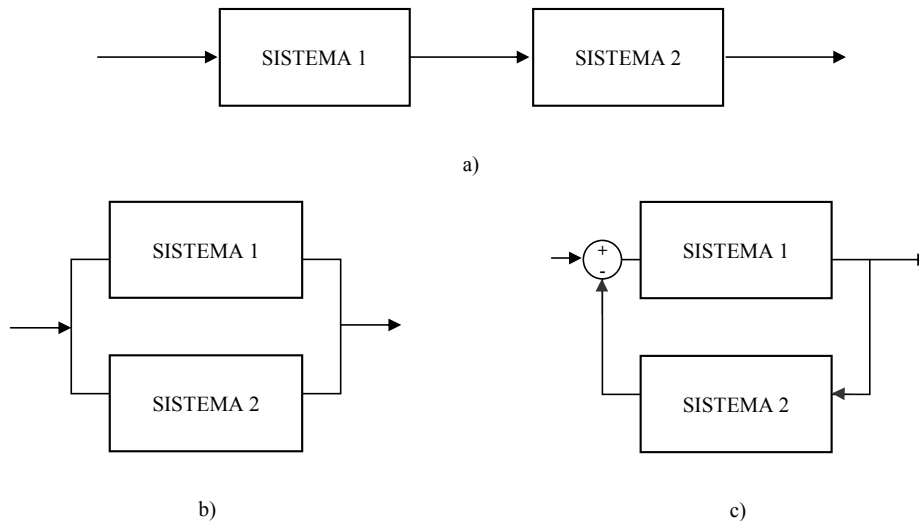 SISTEMA 1
SISTEMA 2
a)
SISTEMA 1
SISTEMA 2
b)
+
-
SISTEMA 1
SISTEMA 2
c)